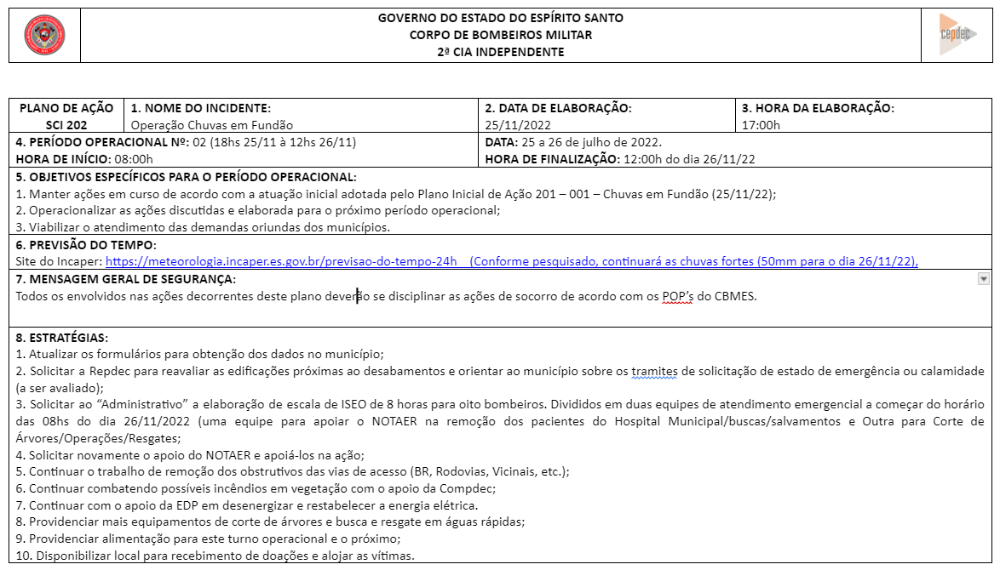 GOVERNO DO ESTADO DO ESPÍRITO SANTO
CORPO DE BOMBEIROS MILITAR
2ª CIA INDEPENDENTE
cepdec
PLANO DE AÇÃO
SCI 202
1. NOME DO INCIDENTE:
Operação Chuvas em Fundão
2. DATA DE ELABORAÇÃO:
25/11/2022
3. HORA DA ELABORAÇÃO:
17:00h
4. PERÍODO OPERACIONAL Nº: 02 (18hs 25/11 à 12hs 26/11)
HORA DE INÍCIO: 08:00h
DATA: 25 a 26 de julho de 2022.
HORA DE FINALIZAÇÃO: 12:00h do dia 26/11/22
5. OBJETIVOS ESPECÍFICOS PARA O PERÍODO OPERACIONAL:
1. Manter ações em curso de acordo com a atuação inicial adotada pelo Plano Inicial de Ação 201 – 001 – Chuvas em Fundão (25/11/22);
2. Operacionalizar as ações discutidas e elaborada para o próximo período operacional;
3. Viabilizar o atendimento das demandas oriundas dos municípios.
6. PREVISÃO DO TEMPO:
Site do Incaper: https://meteorologia.incaper.es.gov.br/previsao-do-tempo-24h (Conforme pesquisado, continuará as chuvas fortes (50mm para o dia 26/11/22),
7. MENSAGEM GERAL DE SEGURANÇA:
Todos os envolvidos nas ações decorrentes deste plano deverão se disciplinar as ações de socorro de acordo com os POP’s do CBMES.
8. ESTRATÉGIAS:
1. Atualizar os formulários para obtenção dos dados no município;
2. Solicitar a Repdec para reavaliar as edificações próximas ao desabamentos e orientar ao município sobre os tramites de solicitação de estado de emergência ou calamidade
(a ser avaliado);
3. Solicitar ao “Administrativo” a elaboração de escala de ISEO de 8 horas para oito bombeiros. Divididos em duas equipes de atendimento emergencial a começar do horário
das 08hs do dia 26/11/2022 (uma equipe para apoiar o NOTAER na remoção dos pacientes do Hospital Municipal/buscas/salvamentos e Outra para Corte de
Árvores/Operações/Resgates;
4. Solicitar novamente o apoio do NOTAER e apoiá-los na ação;
5. Continuar o trabalho de remoção dos obstrutivos das vias de acesso (BR, Rodovias, Vicinais, etc.);
6. Continuar combatendo possíveis incêndios em vegetação com o apoio da Compdec;
7. Continuar com o apoio da EDP em desenergizar e restabelecer a energia elétrica.
8. Providenciar mais equipamentos de corte de árvores e busca e resgate em águas rápidas;
9. Providenciar alimentação para este turno operacional e o próximo;
10. Disponibilizar local para recebimento de doações e alojar as vítimas.